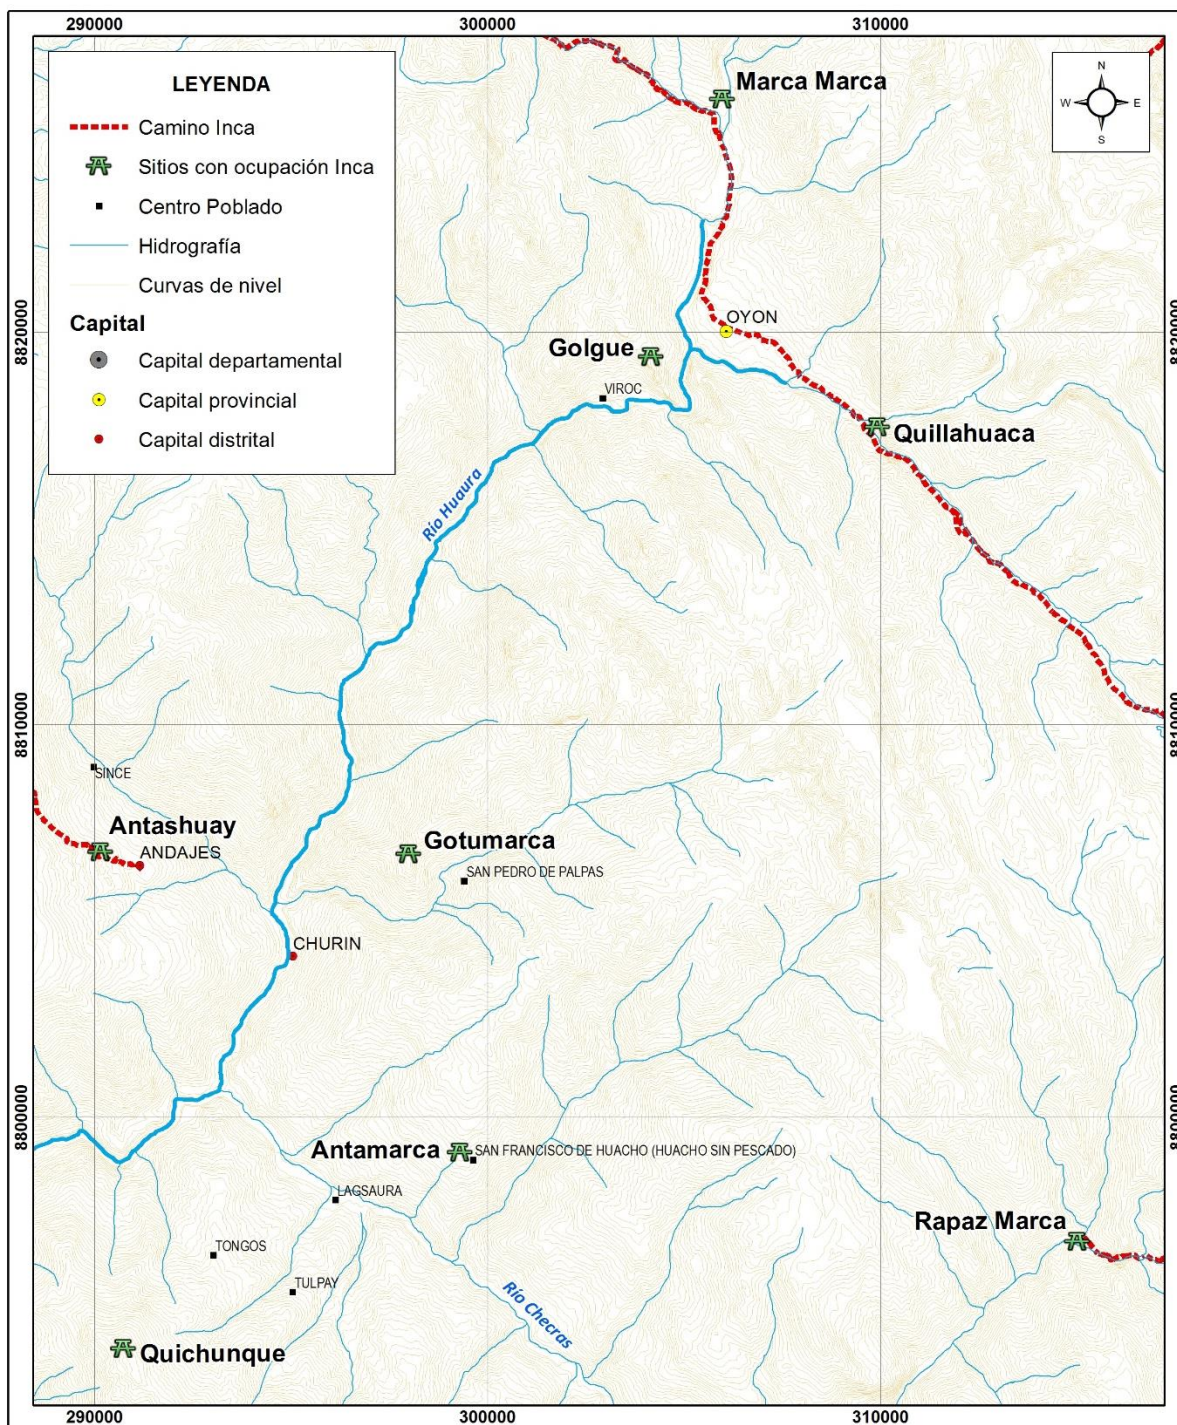 290000
300000
310000
LEYENDA
Camino Inca
Sitios con ocupación Inca
Centro Poblado
Hidrografía
Curvas de nivel
Capital
Capital departamental
Capital provincial
Capital distrital
N
W
E
S
Marca Marca
OYON
8820000
8820000
Golgue
VIROC
Quillahuaca
Río Huaura
8810000
8810000
SINCE
Antashuay
ANDAJES
Gotumarca
SAN PEDRO DE PALPAS
CHURIN
8800000
8800000
Antamarca
SAN FRANCISCO DE HUACHO (HUACHO SIN PESCADO)
LAGSAURA
Rapaz Marca
TONGOS
TULPAY
Río Checras
Quichunque
290000
300000
310000